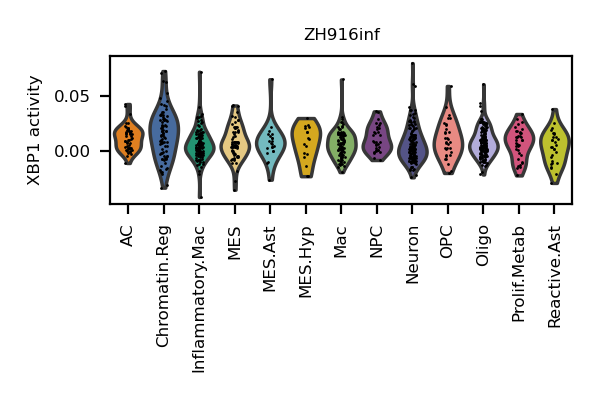 ZH916inf
XBP1 activity
0.05
0.00
AC
Chromatin.Reg
Inflammatory.Mac
MES
MES.Ast
MES.Hyp
Mac
NPC
Neuron
OPC
Oligo
Prolif.Metab
Reactive.Ast